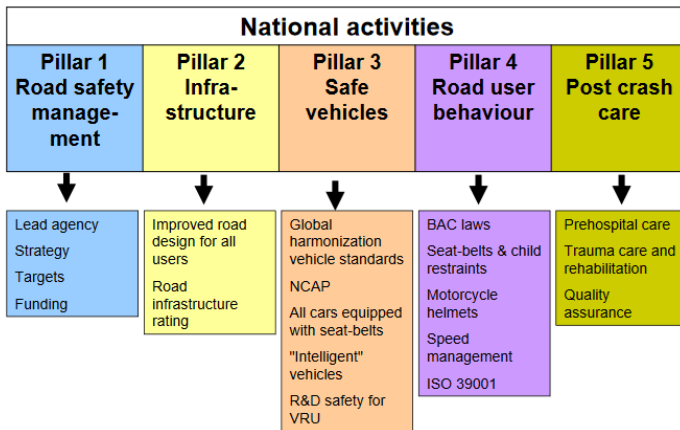 National activities
Pillar 1
Road safety
manage-
ment
Pillar 2
Infra-
structure
Pillar 3
Safe
vehicles
Pillar 4
Road user
behaviour
Pillar 5
Post crash
care
Lead agency
Strategy
Targets
Funding
Improved road
design for all
users
Road
infrastructure
rating
Global
harmonization
vehicle standards
NCAP
All cars equipped
with seat-belts
"Intelligent"
vehicles
R&D safety for
VRU
BAC laws
Seat-belts & child
restraints
Motorcycle
helmets
Speed
management
ISO 39001
Prehospital care
Trauma care and
rehabilitation
Quality
assurance